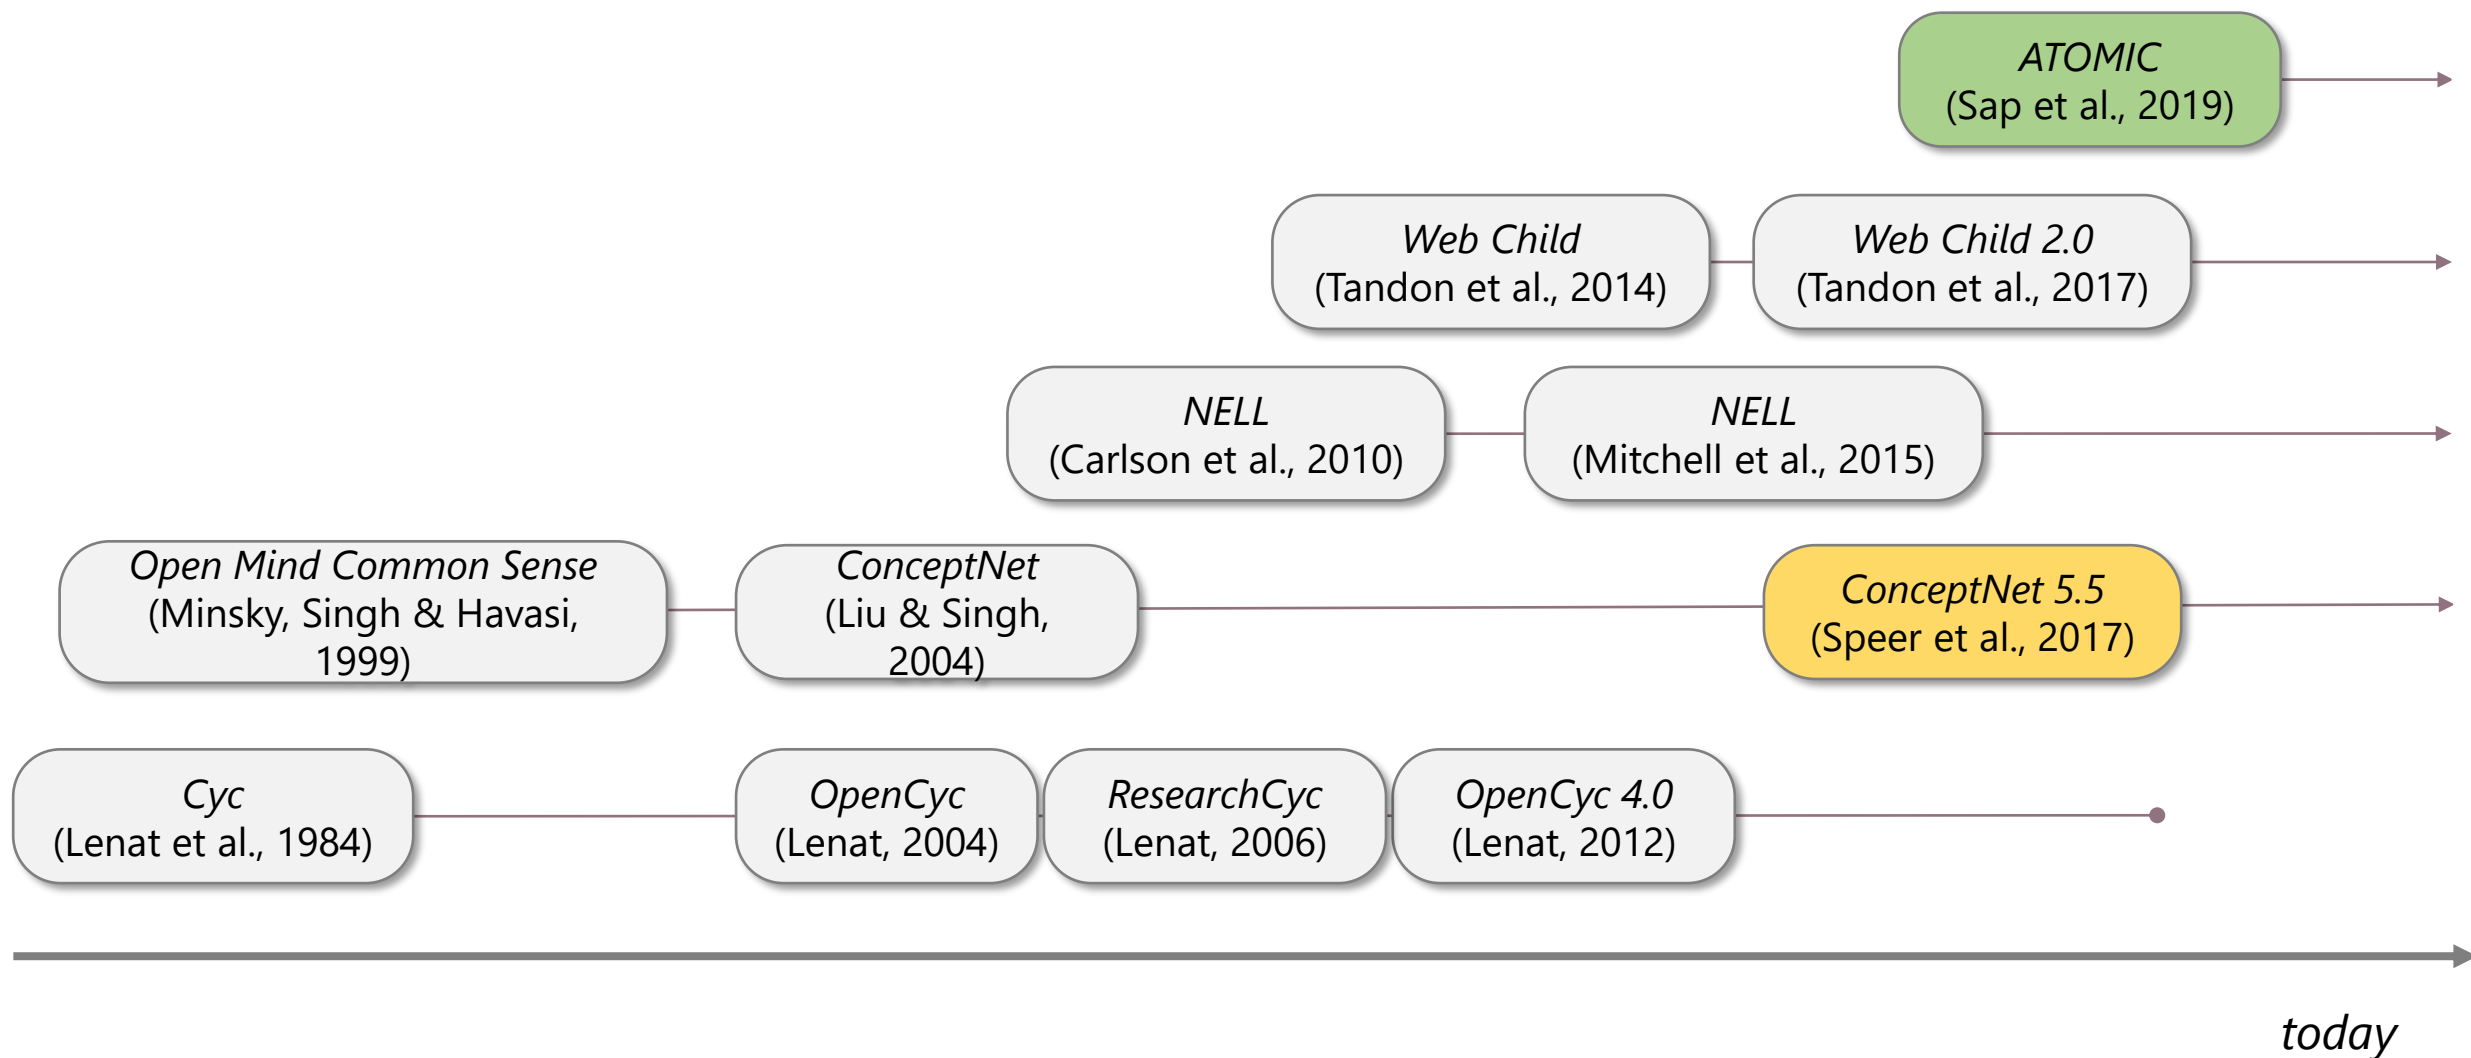 ATOMIC
(Sap et al., 2019)
Web Child
(Tandon et al., 2014)
Web Child 2.0
(Tandon et al., 2017)
NELL
(Carlson et al., 2010)
NELL
(Mitchell et al., 2015)
Open Mind Common Sense
(Minsky, Singh & Havasi,
1999)
ConceptNet
(Liu & Singh,
2004)
ConceptNet 5.5
(Speer et al., 2017)
Cyc
(Lenat et al., 1984)
OpenCyc
(Lenat, 2004)
ResearchCyc
(Lenat, 2006)
OpenCyc 4.0
(Lenat, 2012)
today